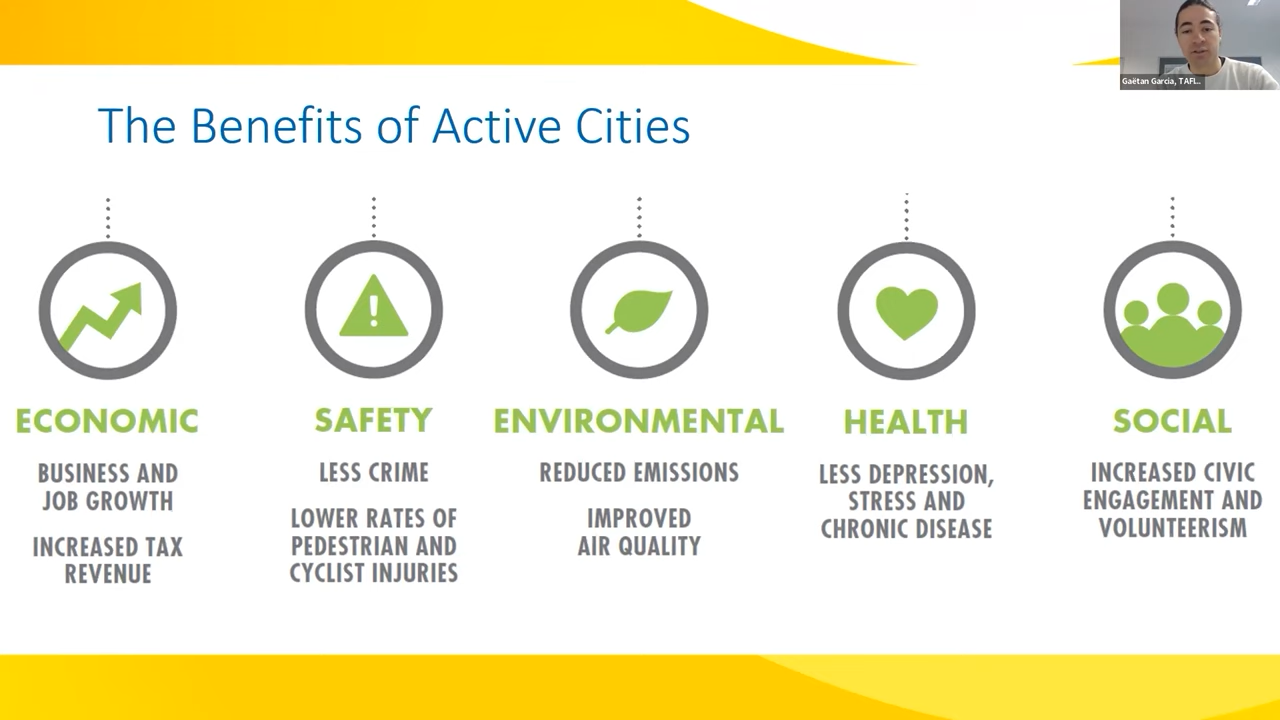 Gaëtan Garcia, TAFI...
The Benefits of Active Cities
ECONOMIC
BUSINESS AND
JOB GROWTH
INCREASED TAX
REVENUE
SAFETY
LESS CRIME
LOWER RATES OF
PEDESTRIAN AND
CYCLIST INJURIES
ENVIRONMENTAL
REDUCED EMISSIONS
IMPROVED
AIR QUALITY
HEALTH
LESS DEPRESSION,
STRESS AND
CHRONIC DISEASE
SOCIAL
INCREASED CIVIC
ENGAGEMENT AND
VOLUNTEERISM